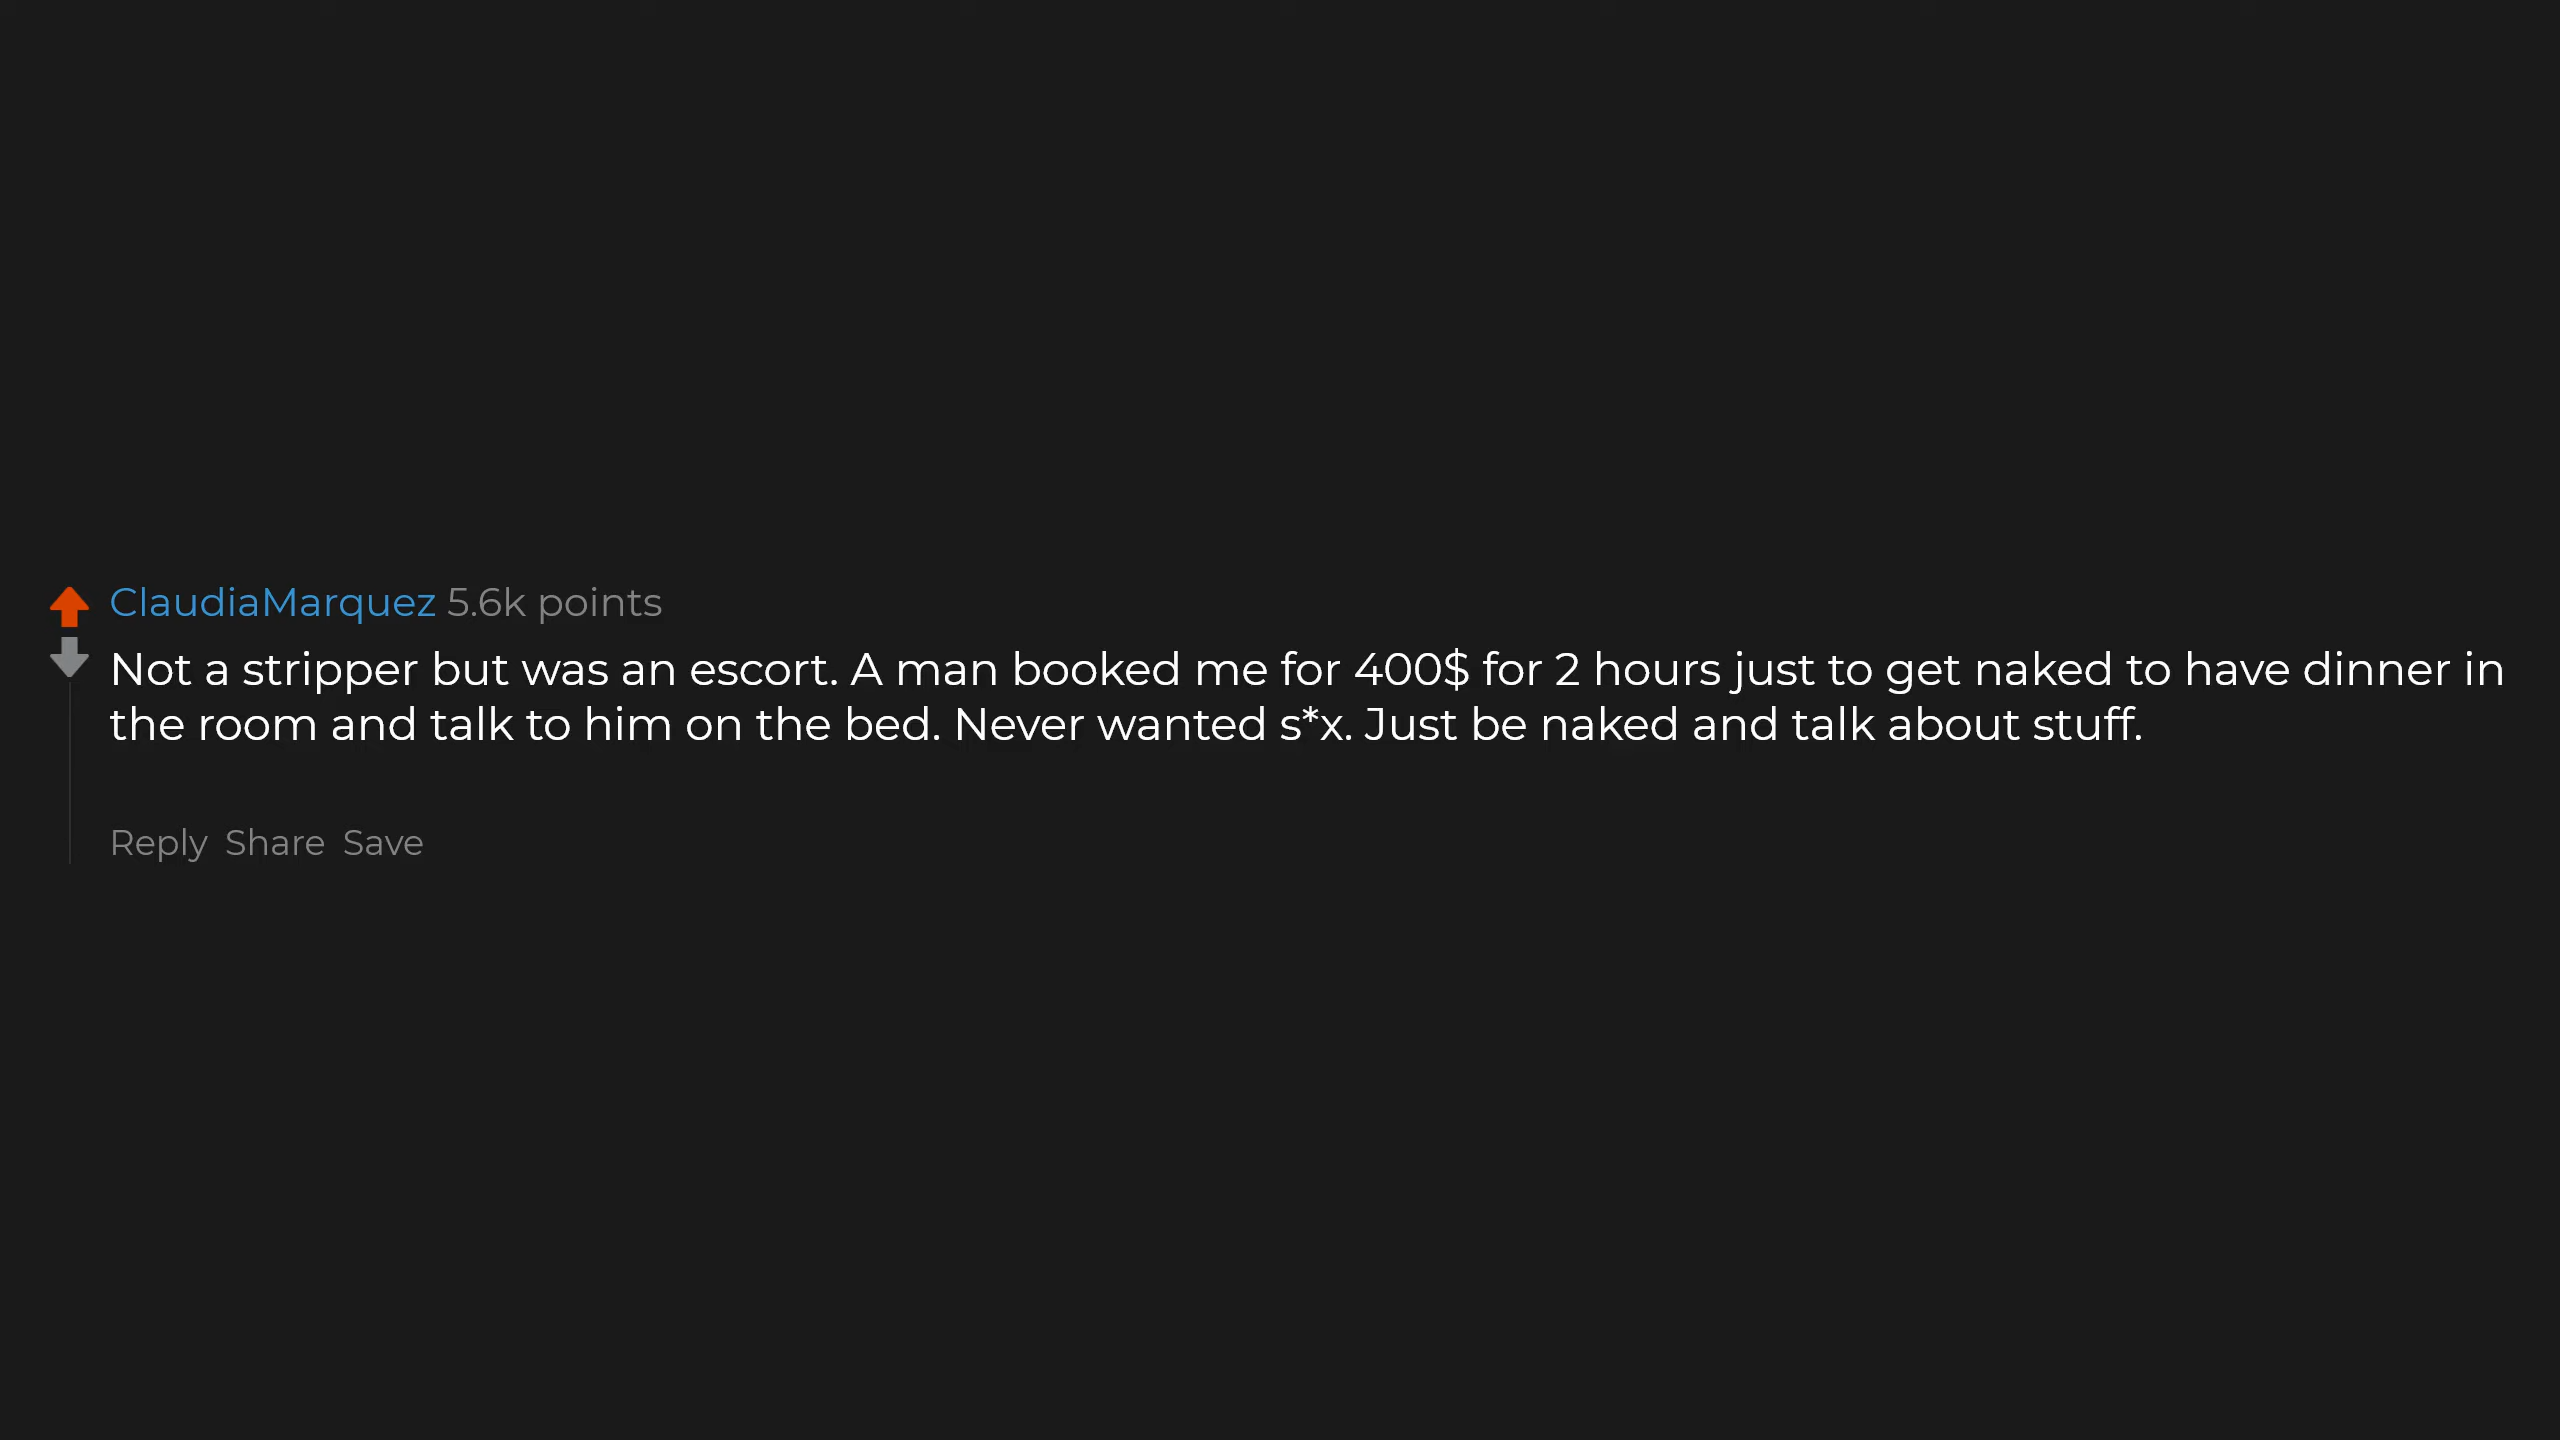 ClaudiaMarquez 5.6k points
Not a stripper but was an escort. A man booked me for 400$ for 2 hours just to get naked to have dinner in
the room and talk to him on the bed. Never wanted s*x. Just be naked and talk about stuff.
Reply Share Save